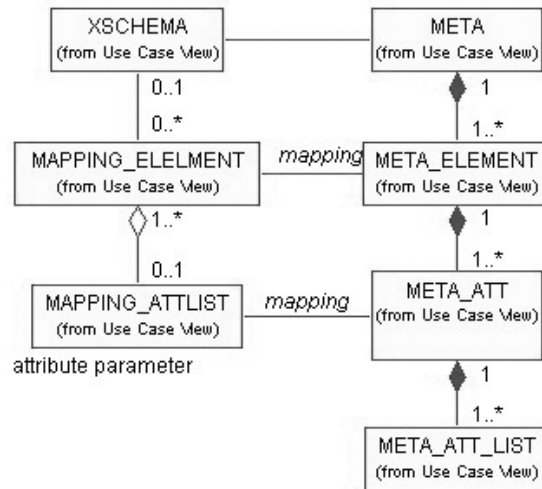 XSCHEMA
(from Use Case View)
META
(from Use Case View)
0..1
1
0..*
1..*
MAPPING_ELELMENT
(from Use Case View)
mapping
META_ELEMENT
(from Use Case View)
1..*
1
0..1
1..*
MAPPING_ATTLIST
(from Use Case View)
mapping
META_ATT
(from Use Case View)
attribute parameter
1
1..*
META_ATT_LIST
(from Use Case View)